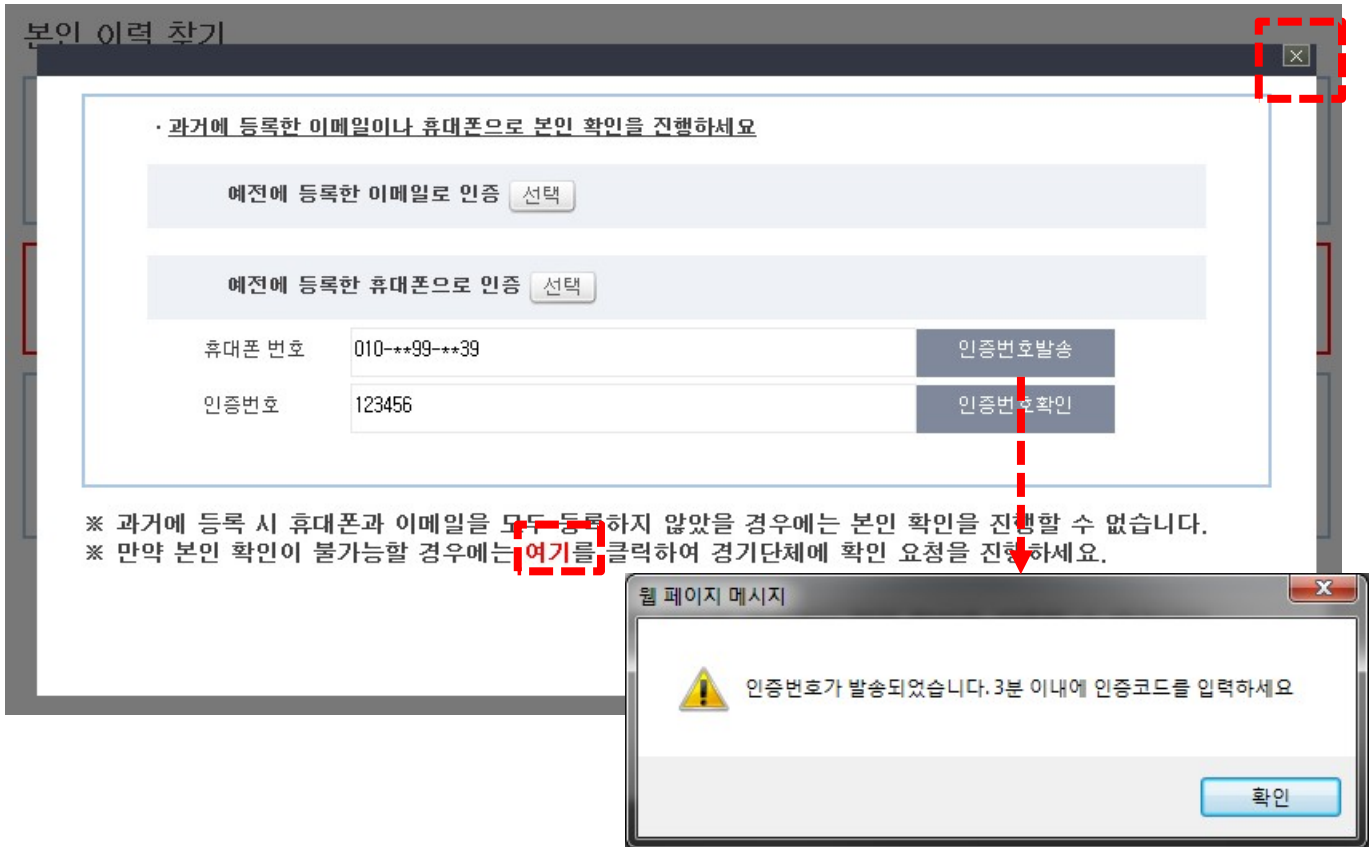 본인 이력 찾기
· 과거에 등록한 이메일이나 휴대폰으로 본인 확인을 진행하세요
예전에 등록한 이메일로 인증 선택
예전에 등록한 휴대폰으로 인증 선택
휴대폰 번호 010-**99-**39 인증번호발송
인증번호 123456 인증번호확인
※ 과거에 등록 시 휴대폰과 이메일을 모두 등록하지 않았을 경우에는 본인 확인을 진행할 수 없습니다.
※ 만약 본인 확인이 불가능할 경우에는 여기를 클릭하여 경기단체에 확인 요청을 진행하세요.
웹 페이지 메시지
인증번호가 발송되었습니다. 3분 이내에 인증코드를 입력하세요
확인